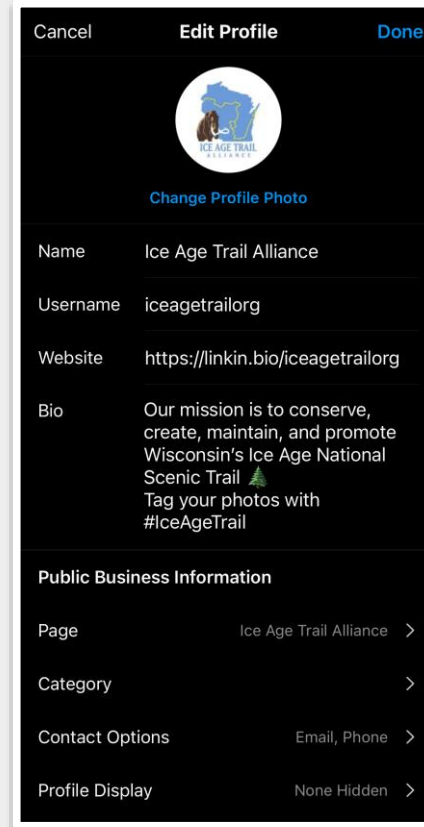 Cancel Edit Profile Done
ICE AGE TRAIL
ALLIANCE
Change Profile Photo
Name Ice Age Trail Alliance
Username iceagetrailorg
Website https://linkin.bio/iceagetrailorg
Bio Our mission is to conserve,
create, maintain, and promote
Wisconsin's Ice Age National
Scenic Trail 🌲
Tag your photos with
#IceAgeTrail
Public Business Information
Page Ice Age Trail Alliance >
Category >
Contact Options Email, Phone >
Profile Display None Hidden >